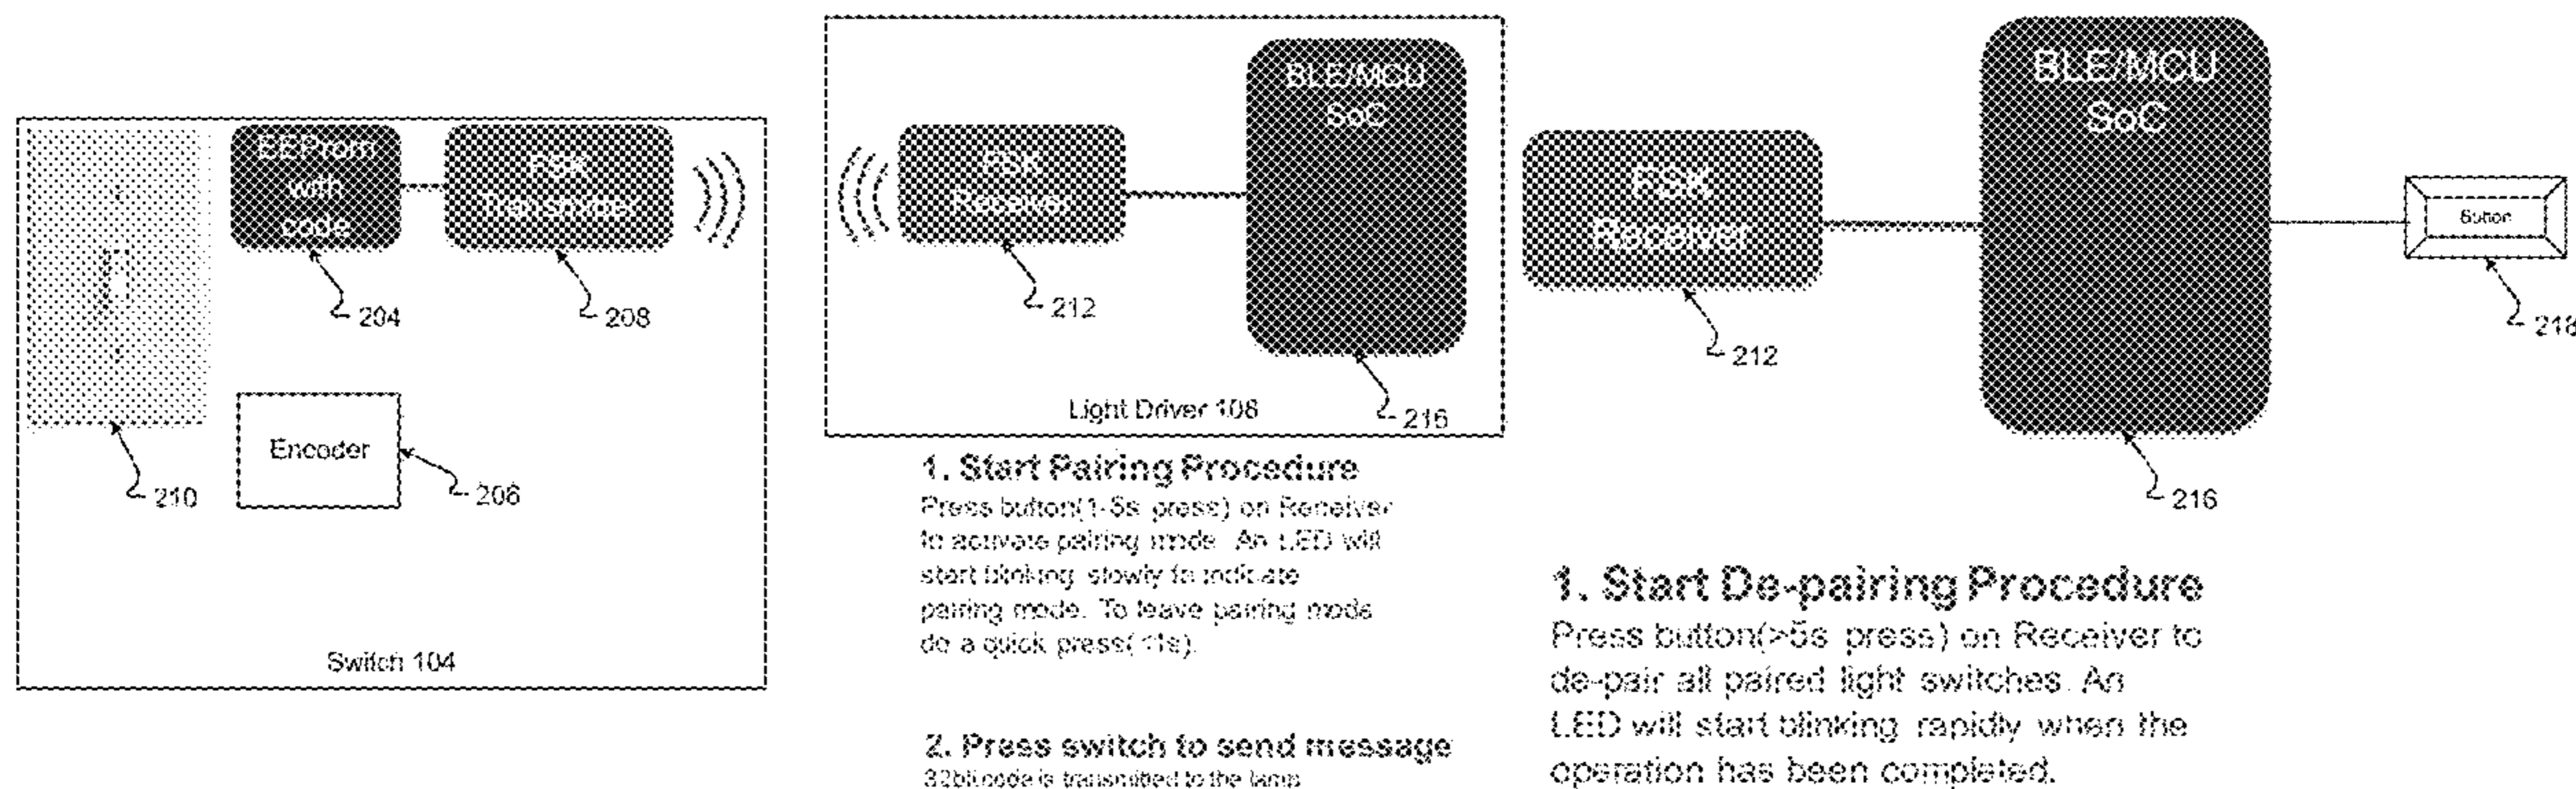 EEProm
with
code
FSK
Transmitter
204
208
Encoder
210
206
Switch 104
BLE/MCU
SoC
FSK
Receiver
212
Light Driver 108
216
1. Start Pairing Procedure
Press button(1-5s press) on Receiver
to activate pairing mode. An LED will
start blinking slowly to indicate
pairing mode. To leave pairing mode
do a quick press(<1s).
2. Press switch to send message
32bit code is transmitted to the lamp
BLE/MCU
SoC
FSK
Receiver
Button
212
218
216
1. Start De-pairing Procedure
Press button(>5s press) on Receiver to
de-pair all paired light switches. An
LED will start blinking rapidly when the
operation has been completed.